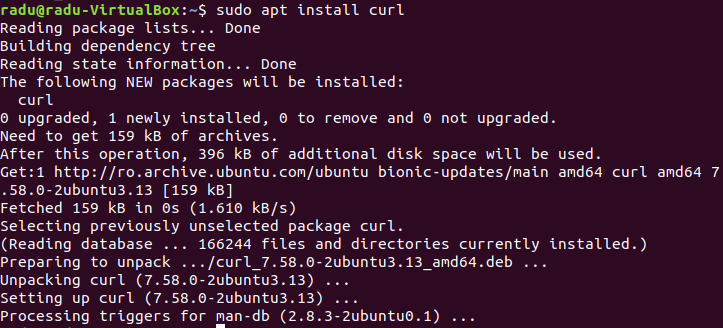 radu@radu-VirtualBox:~$ sudo apt install curl
Reading package lists... Done
Building dependency tree
Reading state information... Done
The following NEW packages will be installed:
  curl
0 upgraded, 1 newly installed, 0 to remove and 0 not upgraded.
Need to get 159 kB of archives.
After this operation, 396 kB of additional disk space will be used.
Get:1 http://ro.archive.ubuntu.com/ubuntu bionic-updates/main amd64 curl amd64 7
.58.0-2ubuntu3.13 [159 kB]
Fetched 159 kB in 0s (1.610 kB/s)
Selecting previously unselected package curl.
(Reading database ... 166244 files and directories currently installed.)
Preparing to unpack .../curl_7.58.0-2ubuntu3.13_amd64.deb ...
Unpacking curl (7.58.0-2ubuntu3.13) ...
Setting up curl (7.58.0-2ubuntu3.13) ...
Processing triggers for man-db (2.8.3-2ubuntu0.1) ...